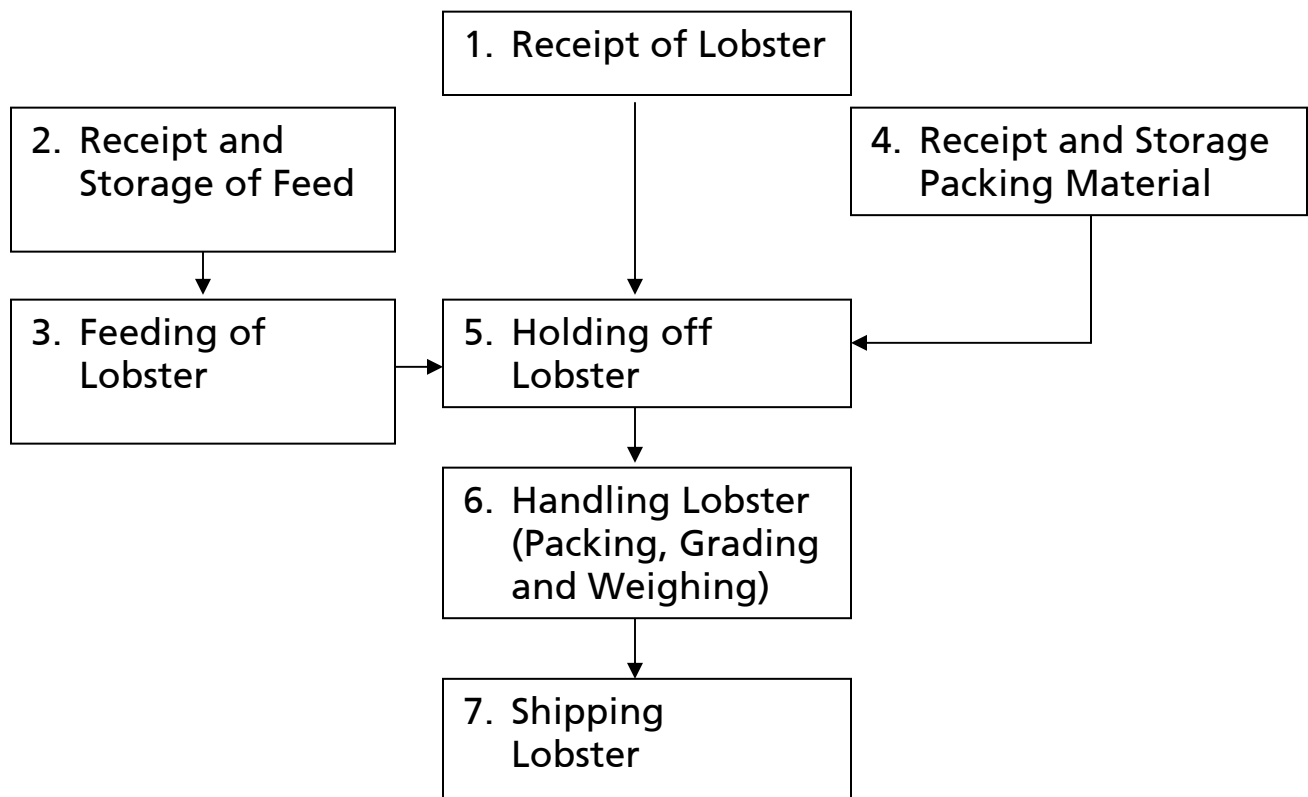 1. Receipt of Lobster
2. Receipt and
Storage of Feed
4. Receipt and Storage
Packing Material
3. Feeding of
Lobster
5. Holding off
Lobster
6. Handling Lobster
(Packing, Grading
and Weighing)
7. Shipping
Lobster